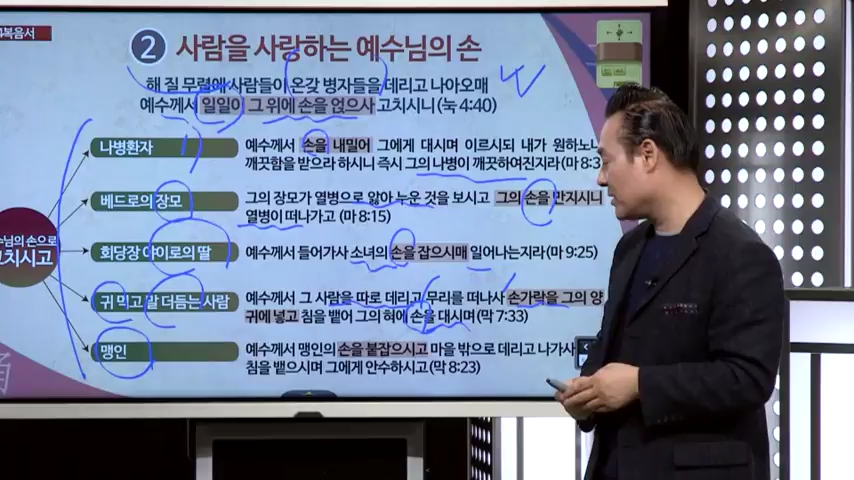 4복음서
2 사람을 사랑하는 예수님의 손
해 질 무렵에 사람들이 온갖 병자들을 데리고 나아오매
예수께서 일일이 그 위에 손을 얹으사 고치시니 (눅 4:40)
나병환자
예수께서 손을 내밀어 그에게 대시며 이르시되 내가 원하노니
깨끗함을 받으라 하시니 즉시 그의 나병이 깨끗하여진지라 (마 8:3
베드로의 장모
그의 장모가 열병으로 앓아 누운 것을 보시고 그의 손을 만지시니
열병이 떠나가고 (마 8:15)
회당장 야이로의 딸
예수께서 들어가사 소녀의 손을 잡으시매 일어나는지라 (마 9:25)
귀 먹고 말 더듬는 사람
예수께서 그 사람을 따로 데리고 무리를 떠나사 손가락을 그의 양
귀에 넣고 침을 뱉어 그의 혀에 손을 대시며 (막 7:33)
맹인
예수께서 맹인의 손을 붙잡으시고 마을 밖으로 데리고 나가사
침을 뱉으시며 그에게 안수하시고 (막 8:23)
수님의 손으로
고치시고